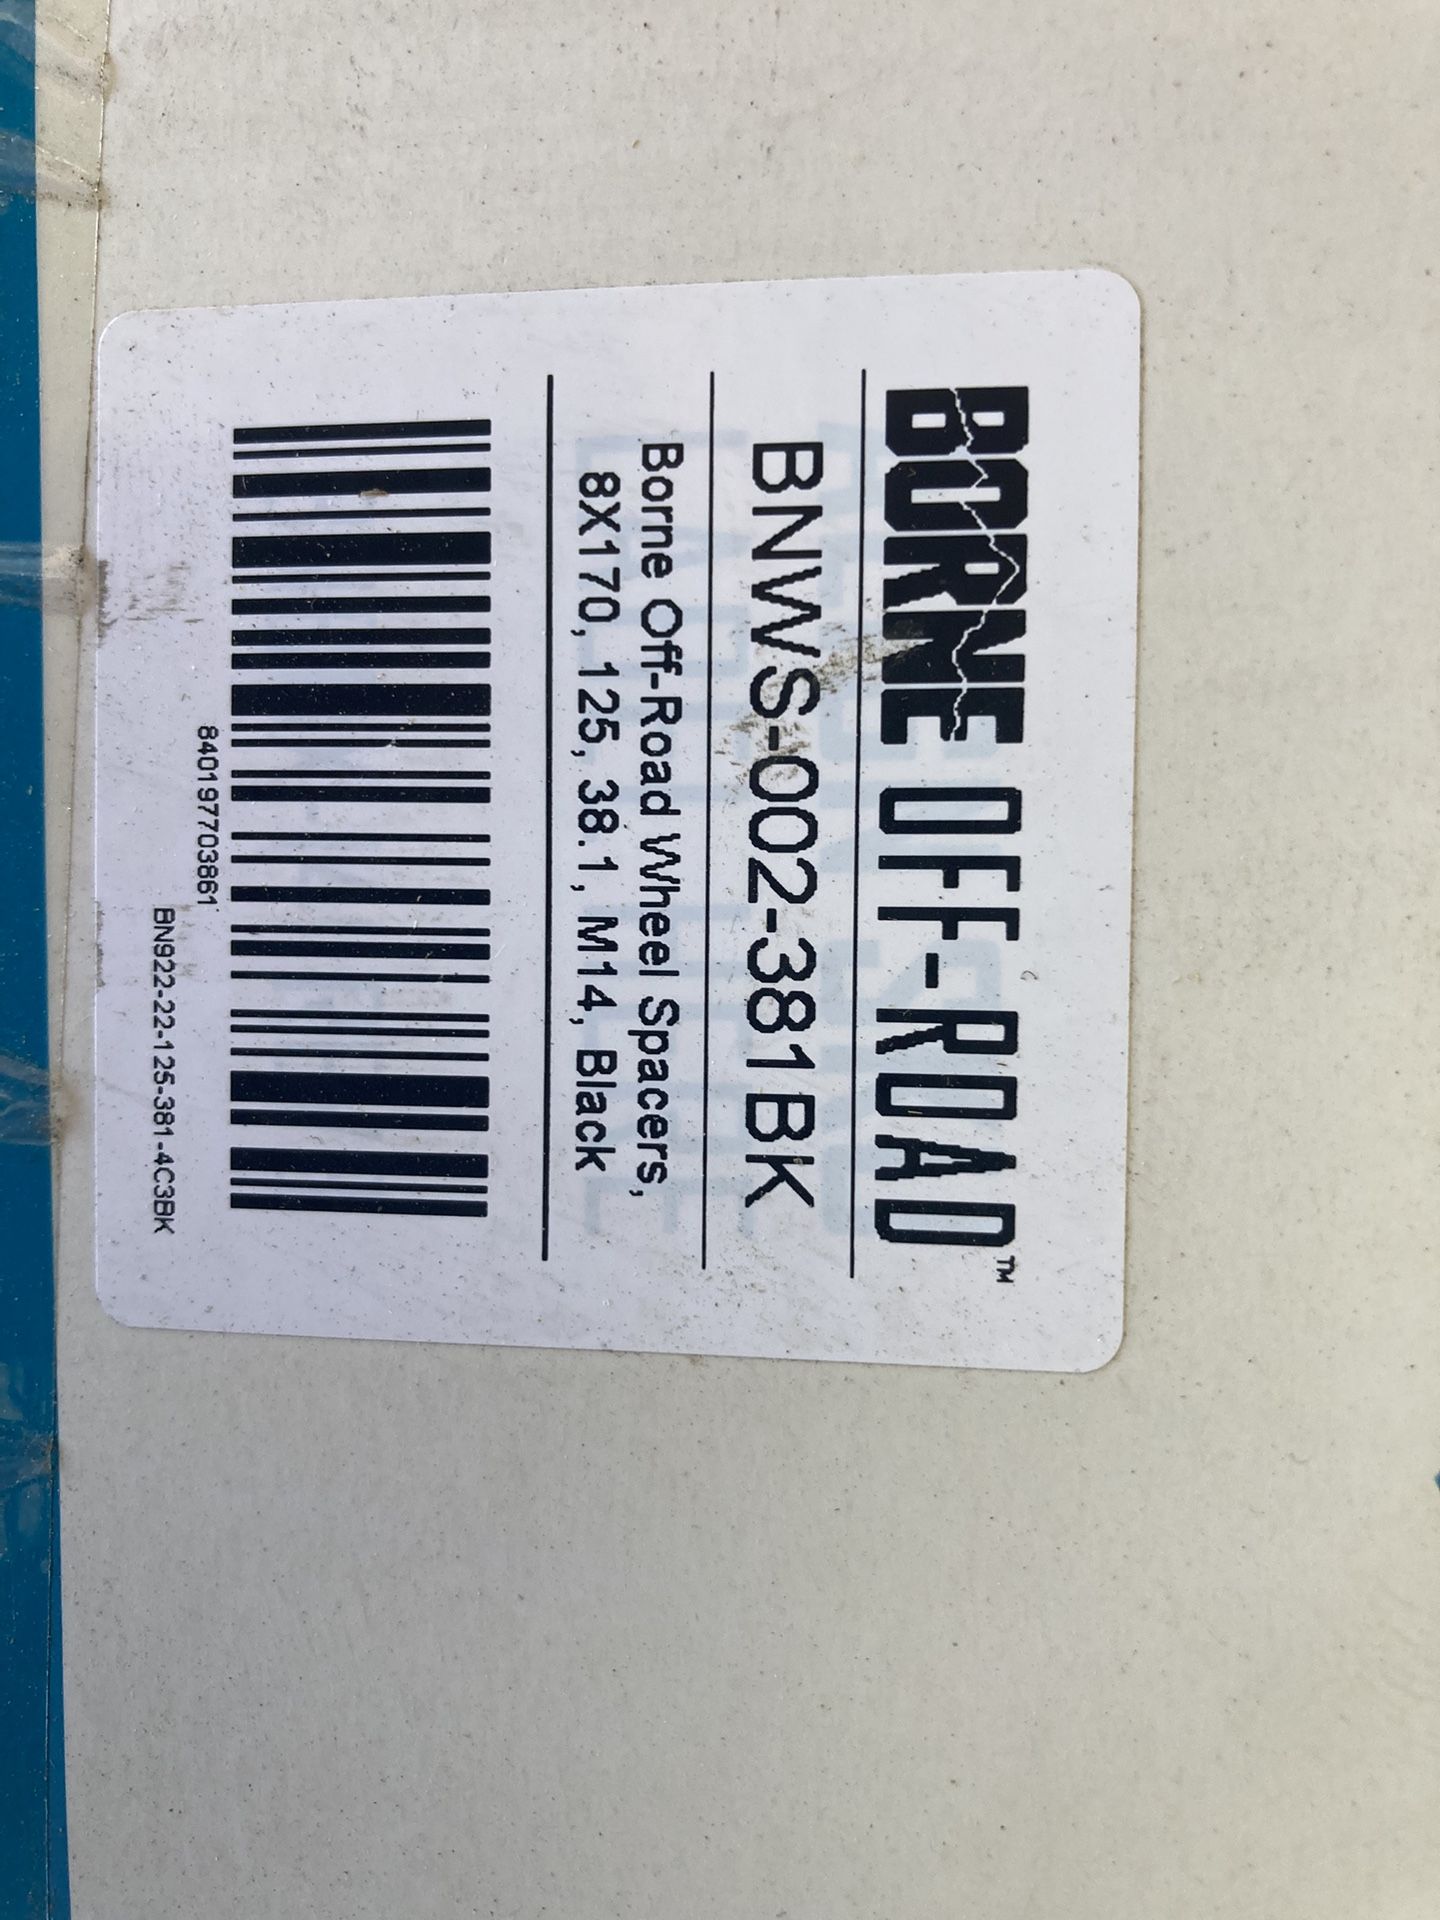 BORNE OFF-ROAD™
BNWS-002-381BK
Borne Off-Road Wheel Spacers,
8X170, 125, 38.1, M14, Black
840197703861
BN922-22-125-381-4C3BK